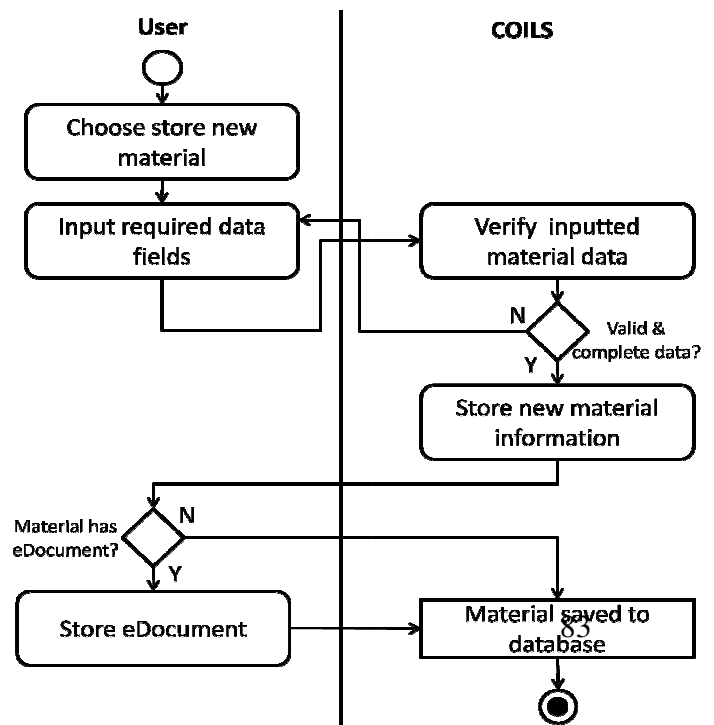 User
COILS
Choose store new
material
Input required data
fields
Verify inputted
material data
N
Valid &
complete data?
Y
Store new material
information
Material has
eDocument?
N
Y
Store eDocument
Material saved to
database
83